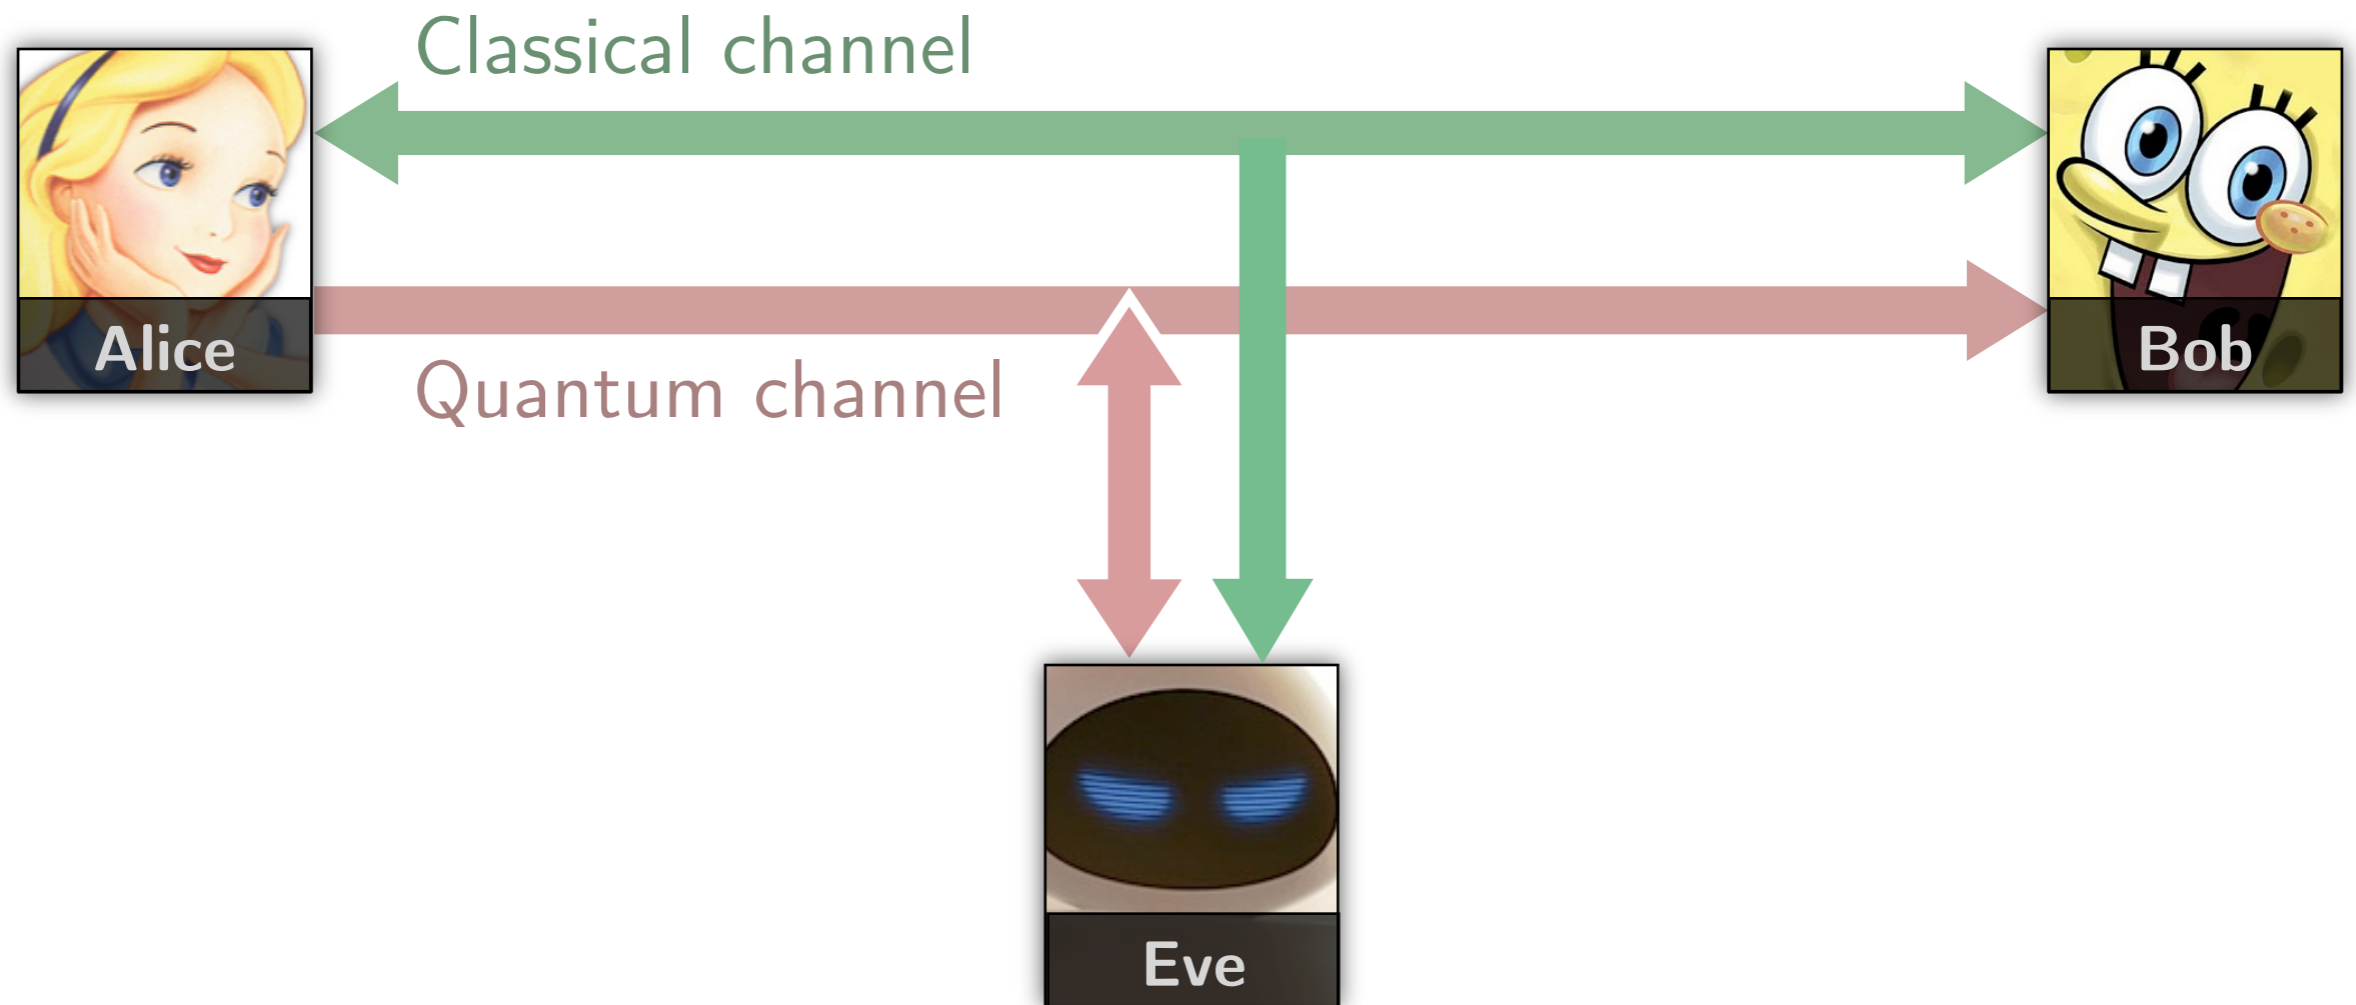 Classical channel
Alice
Bob
Quantum channel
Eve